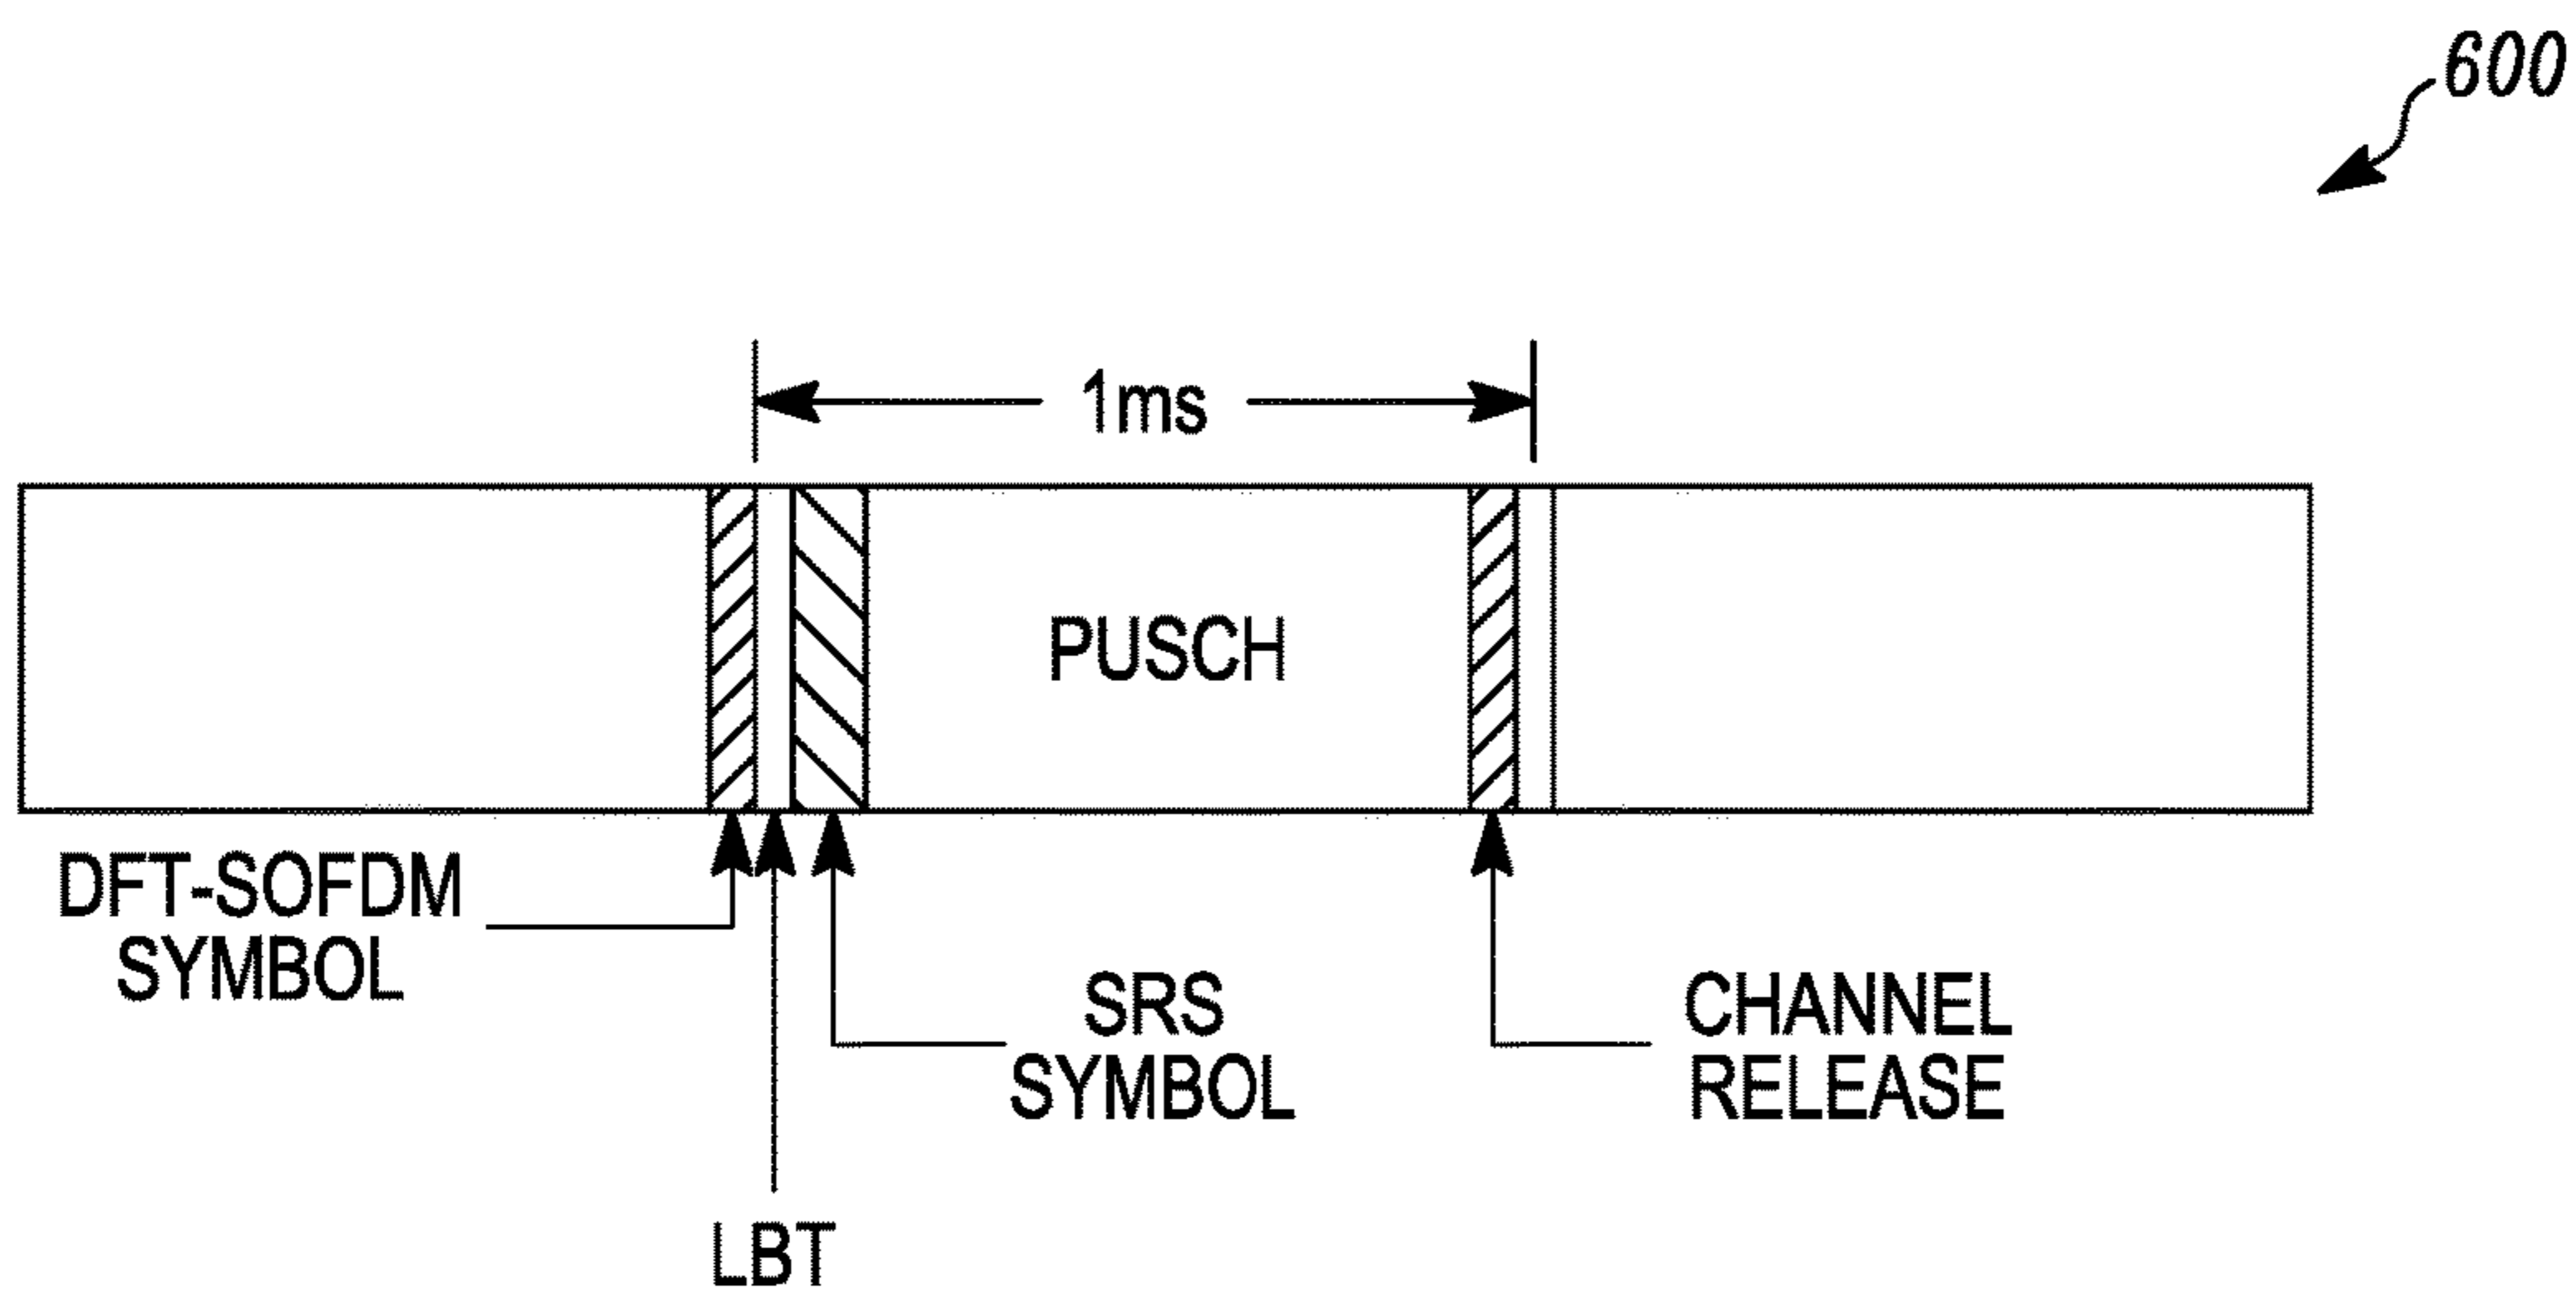 600
1ms
PUSCH
DFT-SOFDM
SYMBOL
SRS
SYMBOL
CHANNEL
RELEASE
LBT